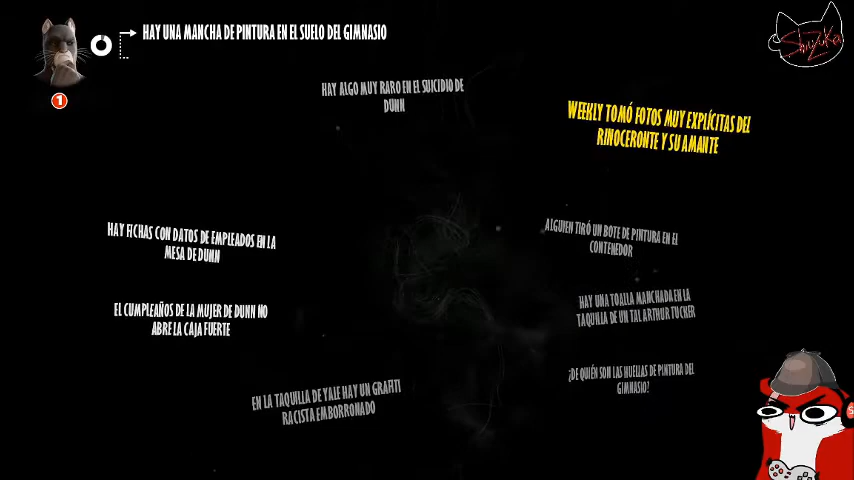 HAY UNA MANCHA DE PINTURA EN EL SUELO DEL GIMNASIO
1
Shizuka
HAY ALGO MUY RARO EN EL SUICIDIO DE
DUNN
WEEKLY TOMÓ FOTOS MUY EXPLÍCITAS DEL
RINOCERONTE Y SU AMANTE
HAY FICHAS CON DATOS DE EMPLEADOS EN LA
MESA DE DUNN
ALGUIEN TIRÓ UN BOTE DE PINTURA EN EL
CONTENEDOR
EL CUMPLEAÑOS DE LA MUJER DE DUNN NO
ABRE LA CAJA FUERTE
HAY UNA TOALLA MANCHADA EN LA
TAQUILLA DE UN TAL ARTHUR TUCKER
EN LA TAQUILLA DE YALE HAY UN GRAFITI
RACISTA EMBORRONADO
¿DE QUIÉN SON LAS HUELLAS DE PINTURA DEL
GIMNASIO?